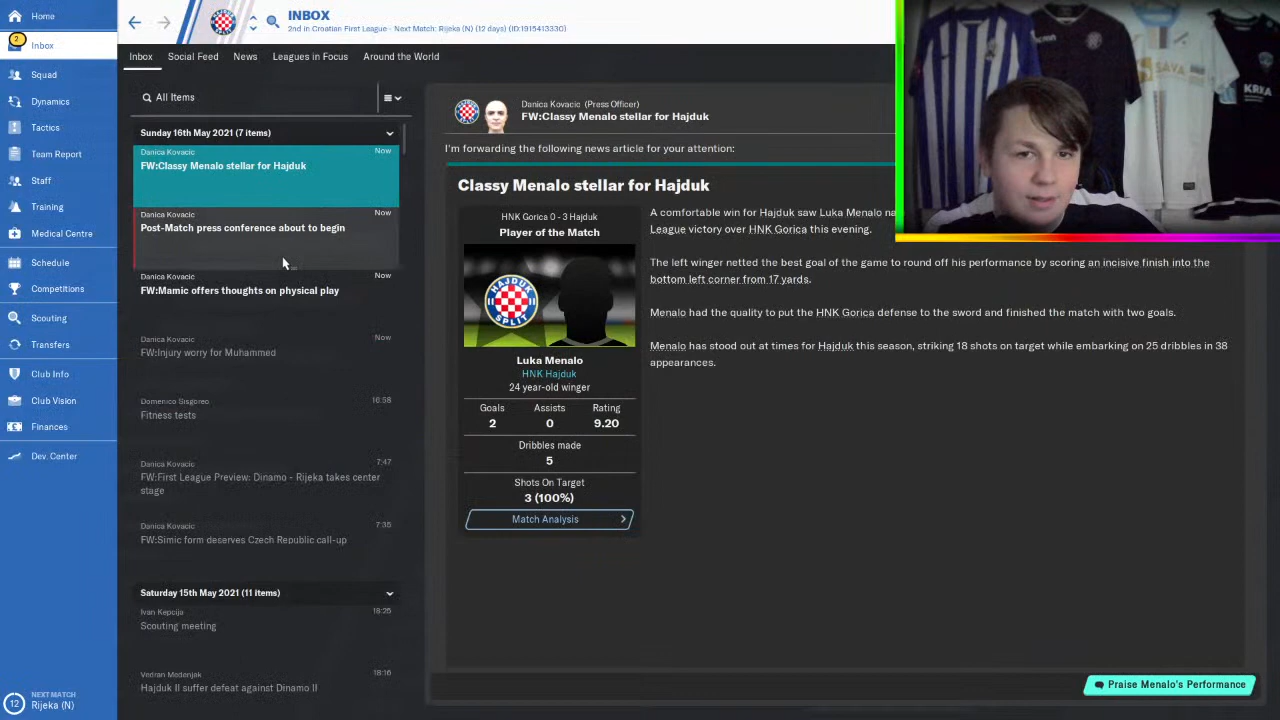 Home
2
Inbox
Squad
Dynamics
Tactics
Team Report
Staff
Training
Medical Centre
Schedule
Competitions
Scouting
Transfers
Club Info
Club Vision
Finances
Dev. Center
12
NEXT MATCH
Rijeka (N)
INBOX
2nd in Croatian First League - Next Match: Rijeka (N) (12 days) (ID:1915413330)
Inbox Social Feed News Leagues in Focus Around the World
All Items
Sunday 16th May 2021 (7 items)
Danica Kovacic Now
FW:Classy Menalo stellar for Hajduk
Danica Kovacic Now
Post-Match press conference about to begin
Danica Kovacic Now
FW:Mamic offers thoughts on physical play
Now
FW:Injury worry for Muhammed
Domenico Sisgoreo 16:58
Fitness tests
Danica Kovacic 7:47
FW:First League Preview: Dinamo - Rijeka takes center
stage
Danica Kovacic 7:35
FW:Simic form deserves Czech Republic call-up
Saturday 15th May 2021 (11 items)
Ivan Kepcija 18:25
Scouting meeting
Vedran Medenjak 18:16
Hajduk II suffer defeat against Dinamo II
Danica Kovacic (Press Officer)
FW:Classy Menalo stellar for Hajduk
I'm forwarding the following news article for your attention:
Classy Menalo stellar for Hajduk
HNK Gorica 0 - 3 Hajduk
Player of the Match
HAJDUK
SPLIT
Luka Menalo
HNK Hajduk
24 year-old winger
Goals Assists Rating
2 0 9.20
Dribbles made
5
Shots On Target
3 (100%)
Match Analysis
A comfortable win for Hajduk saw Luka Menalo na
League victory over HNK Gorica this evening.
The left winger netted the best goal of the game to round off his performance by scoring an incisive finish into the
bottom left corner from 17 yards.
Menalo had the quality to put the HNK Gorica defense to the sword and finished the match with two goals.
Menalo has stood out at times for Hajduk this season, striking 18 shots on target while embarking on 25 dribbles in 38
appearances.
Praise Menalo's Performance
SAVA
KRKA